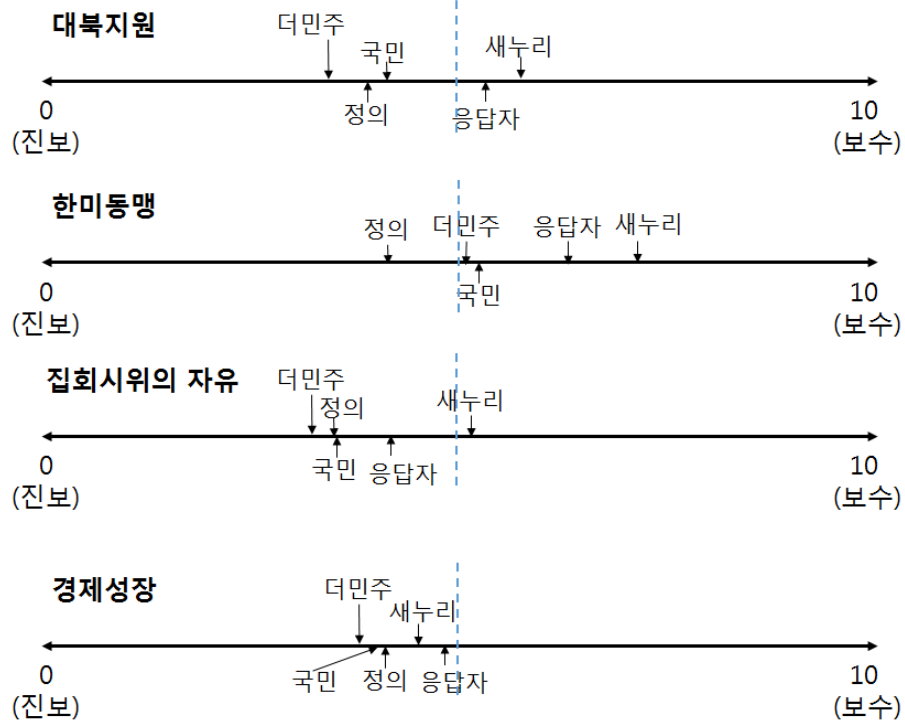 대북지원
더민주
국민
새누리
정의
응답자
0
(진보)
10
(보수)
한미동맹
정의
더민주
응답자
새누리
국민
0
(진보)
10
(보수)
집회시위의 자유
더민주
정의
새누리
국민
응답자
0
(진보)
10
(보수)
경제성장
더민주
새누리
국민
정의
응답자
0
(진보)
10
(보수)